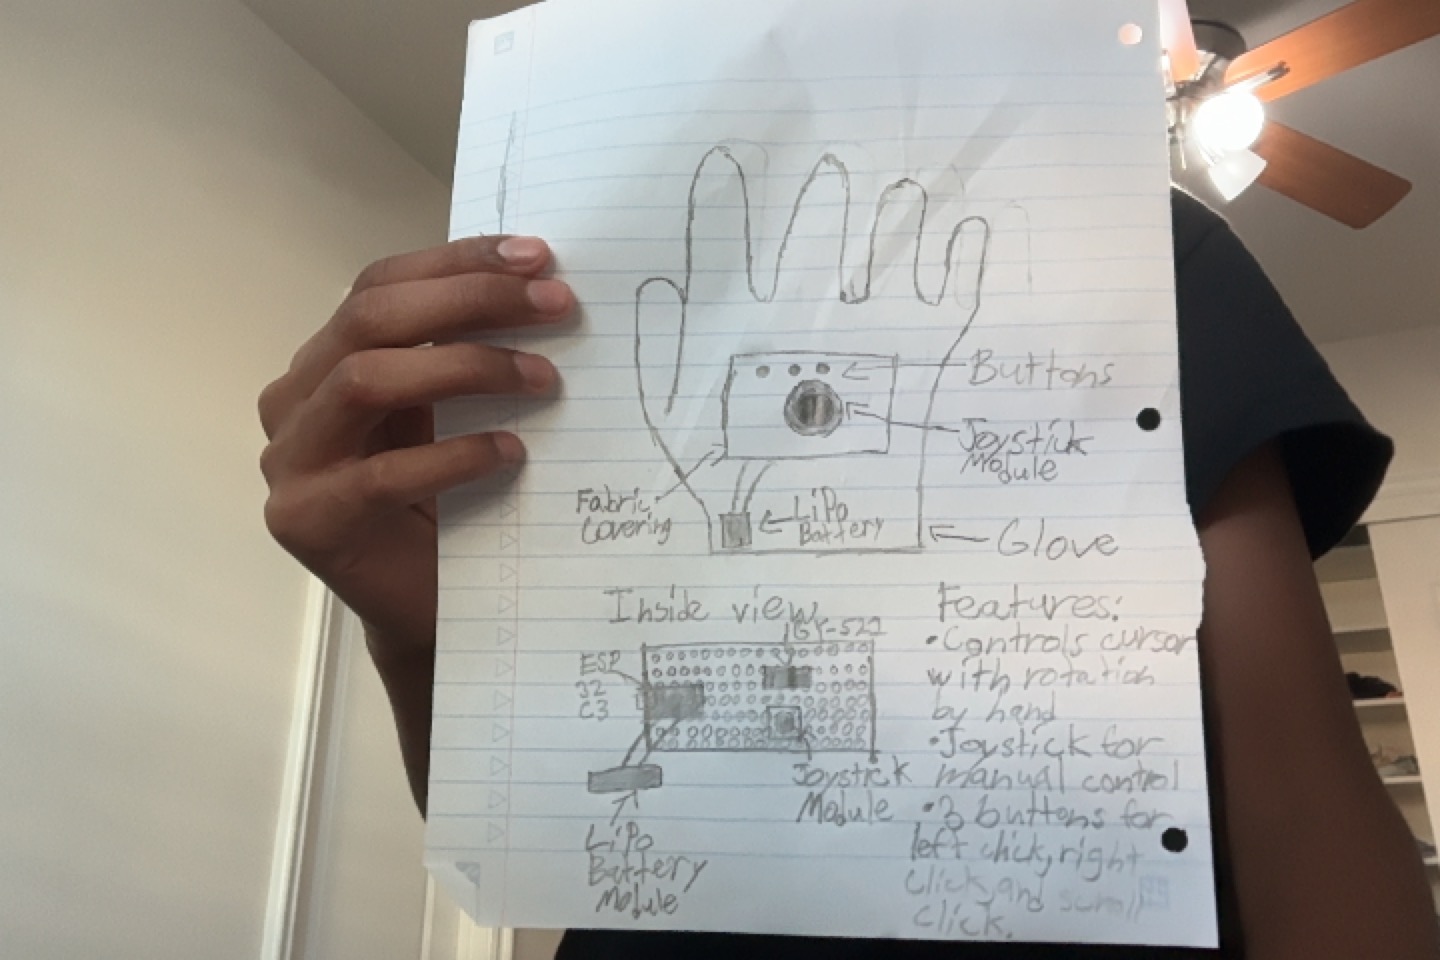 Buttons
Joystick
Module
Fabric
Covering
LiPo
Battery
Glove
Inside view
GY-521
ESP
32
C3
Joystick
Module
LiPo
Battery
Module
Features:
• Controls cursor
with rotation
by hand
• Joystick for
manual control
• 3 buttons for
left click, right
click, and scroll
click.